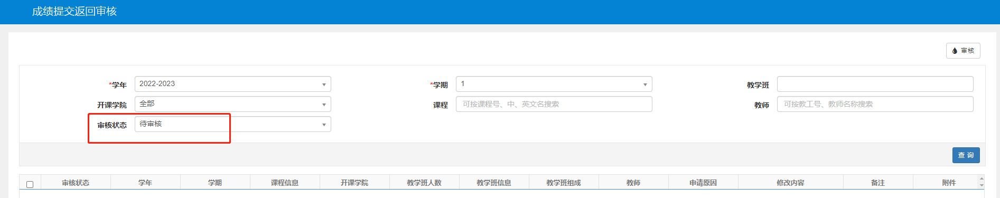 成绩提交返回审核
审核
*学年 2022-2023 *学期 1 教学班
开课学院 全部 课程 可按课程号、中、英文名搜索 教师 可按教工号、教师名称搜索
审核状态 待审核
查 询
审核状态 学年 学期 课程信息 开课学院 教学班人数 教学班信息 教学班组成 教师 申请原因 修改内容 备注 附件